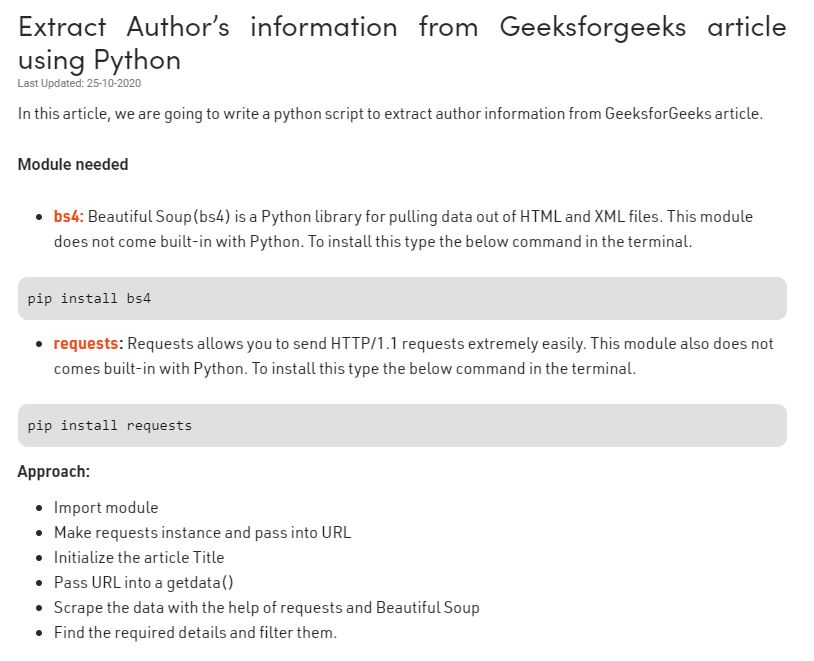 Extract Author’s information from Geeksforgeeks article
using Python
Last Updated: 25-10-2020
In this article, we are going to write a python script to extract author information from GeeksforGeeks article.
Module needed
• bs4: Beautiful Soup(bs4) is a Python library for pulling data out of HTML and XML files. This module
does not come built-in with Python. To install this type the below command in the terminal.
pip install bs4
• requests: Requests allows you to send HTTP/1.1 requests extremely easily. This module also does not
comes built-in with Python. To install this type the below command in the terminal.
pip install requests
Approach:
• Import module
• Make requests instance and pass into URL
• Initialize the article Title
• Pass URL into a getdata()
• Scrape the data with the help of requests and Beautiful Soup
• Find the required details and filter them.